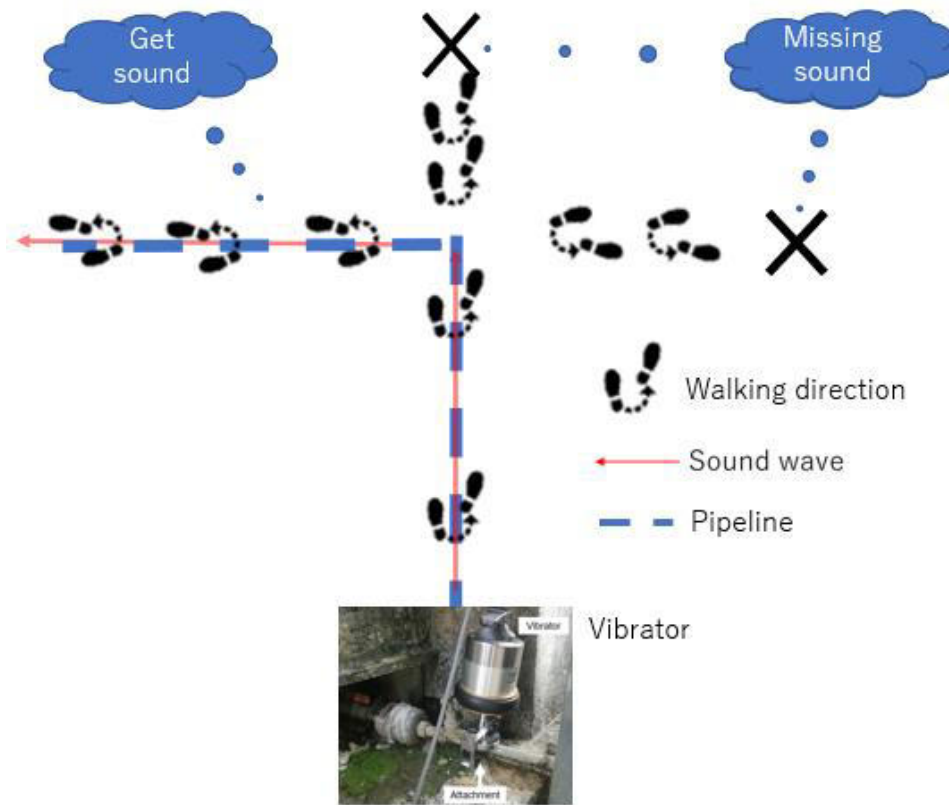 Get
sound
Missing
sound
Walking direction
Sound wave
Pipeline
Vibrator
Vibrator
Attachment